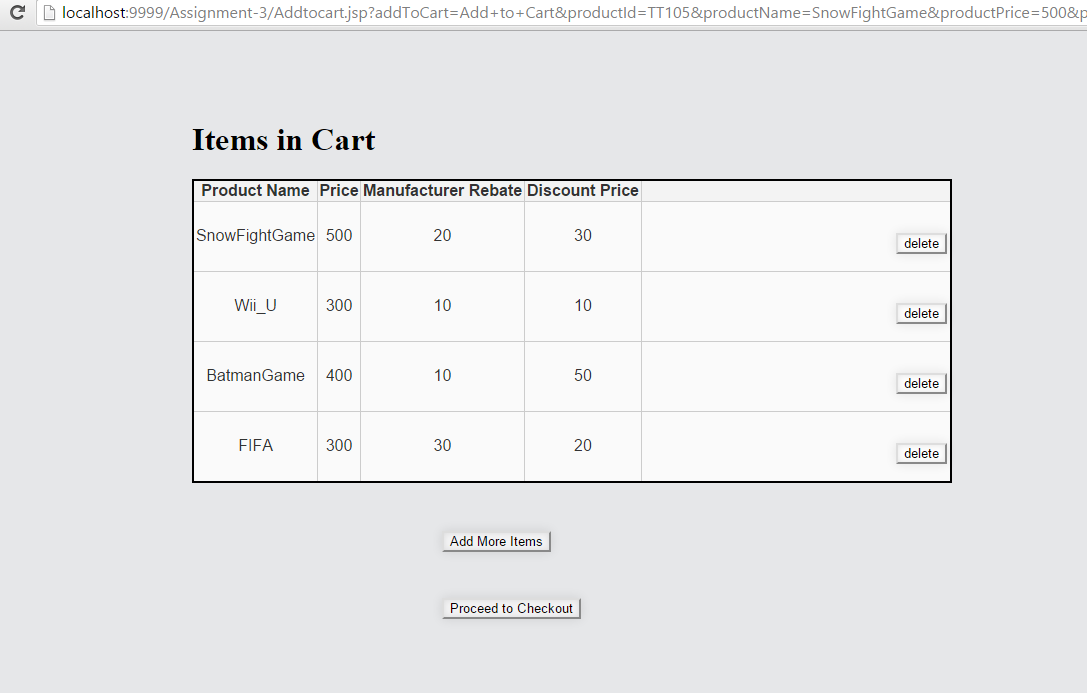 localhost:9999/Assignment-3/Addtocart.jsp?addToCart=Add+to+Cart&productId=TT105&productName=SnowFightGame&productPrice=500&p
Items in Cart
Product Name Price Manufacturer Rebate Discount Price
SnowFightGame 500 20 30 delete
Wii_U 300 10 10 delete
BatmanGame 400 10 50 delete
FIFA 300 30 20 delete
Add More Items
Proceed to Checkout